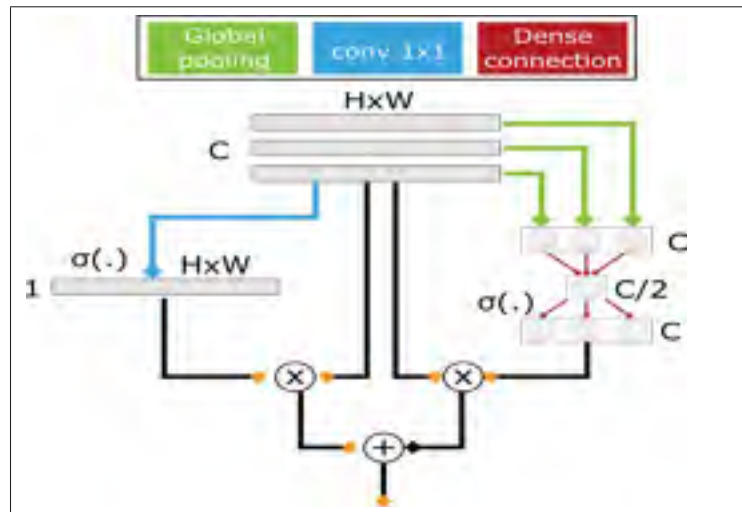 Global
pooling
conv 1x1
Dense
connection
HxW
C
C
σ(.)
HxW
1
C/2
σ(.)
C